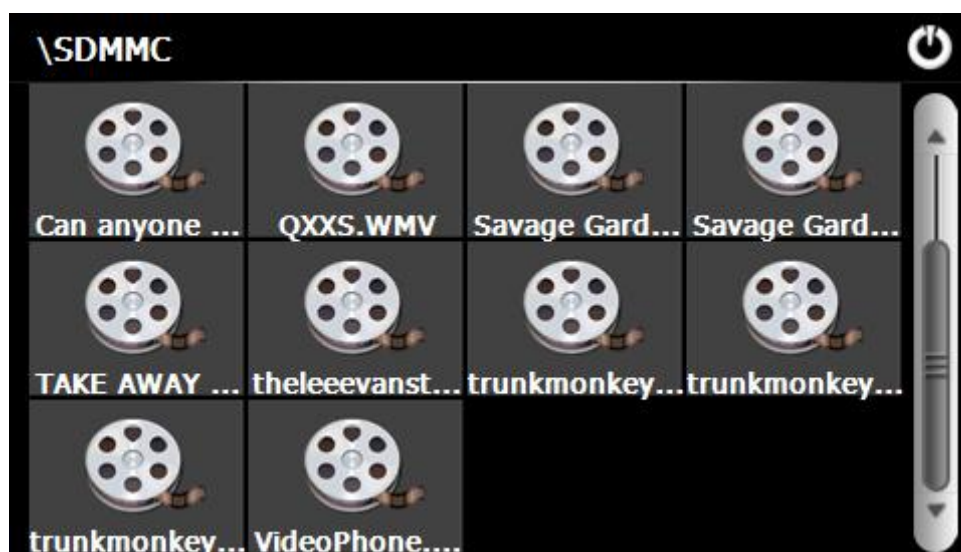 \SDMMC
Can anyone ...
QXXS.WMV
Savage Gard...
Savage Gard...
TAKE AWAY ...
theleeevanst...
trunkmonkey...
trunkmonkey...
trunkmonkey...
VideoPhone....